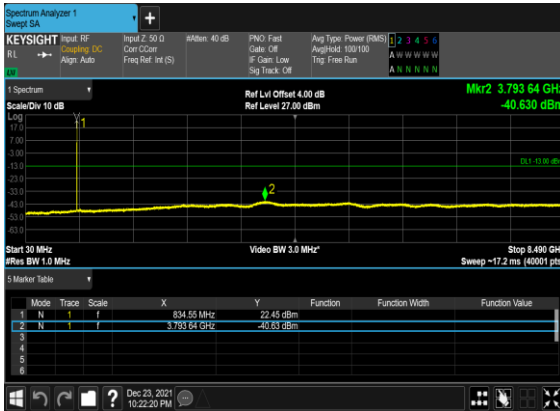 Spectrum Analyzer 1
Swept SA
KEYSIGHT Input: RF Input Z: 50 Ω #Atten: 40 dB PNO: Fast Avg Type: Power (RMS) 1 2 3 4 5 6
RL Coupling: DC Corr CCorr Gate: Off Avg|Hold: 100/100 A W W W W W
Align: Auto Freq Ref: Int (S) IF Gain: Low Trig: Free Run
Sig Track: Off A N N N N N
1 Spectrum Ref Lvl Offset 4.00 dB Mkr2 3.793 64 GHz
Scale/Div 10 dB Ref Level 27.00 dBm -40.630 dBm
Log
17.0
7.00
-3.00
-13.0 DL1 -13.00 dBm
-23.0
-33.0
-43.0
-53.0
-63.0
1
2
Start 30 MHz Video BW 3.0 MHz* Stop 8.490 GH
#Res BW 1.0 MHz Sweep ~17.2 ms (40001 pts
5 Marker Table
Mode Trace Scale X Y Function Function Width Function Value
1 N 1 f 834.55 MHz 22.45 dBm
2 N 1 f 3.793 64 GHz -40.63 dBm
3
4
5
6
? Dec 23, 2021
10:22:20 PM